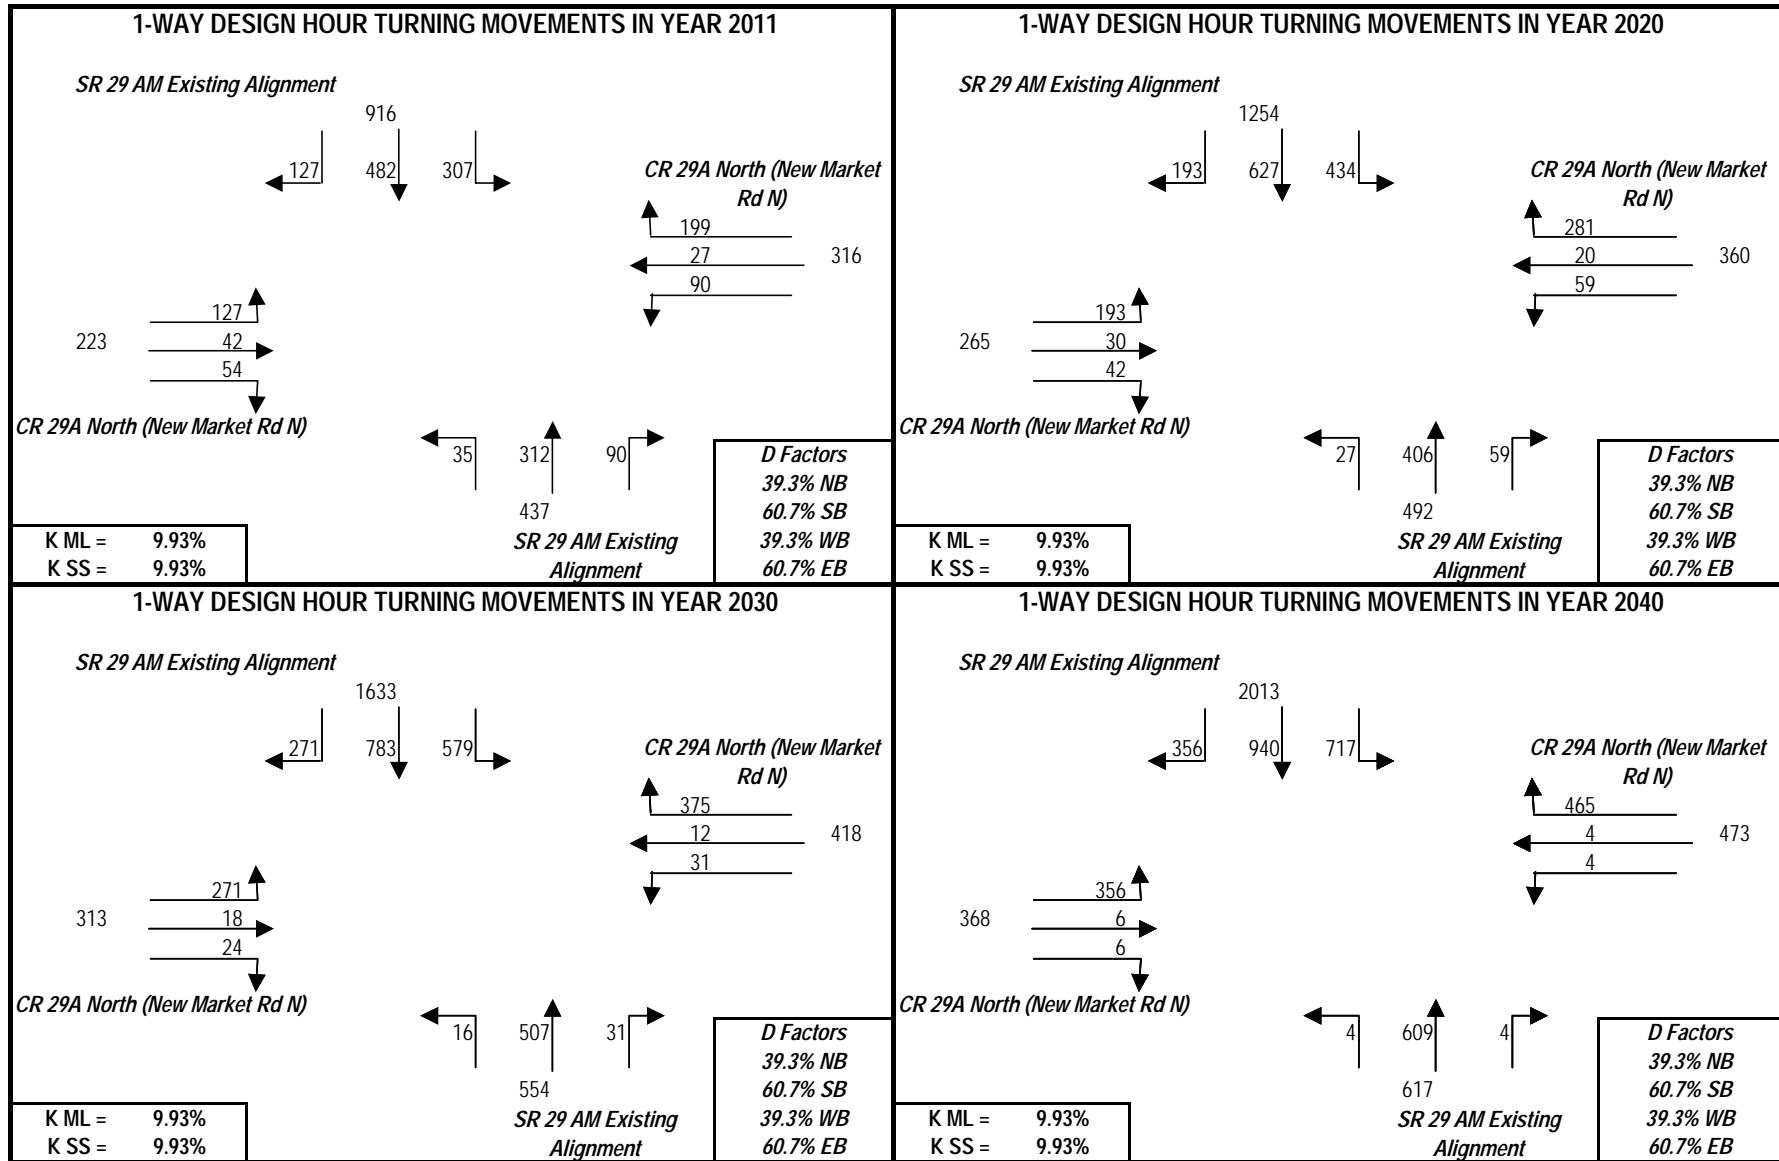 1-WAY DESIGN HOUR TURNING MOVEMENTS IN YEAR 2011
SR 29 AM Existing Alignment
916
127 482 307
CR 29A North (New Market
Rd N)
199
27 316
90
127
223 42
54
CR 29A North (New Market Rd N)
35 312 90
437
SR 29 AM Existing
Alignment
D Factors
39.3% NB
60.7% SB
39.3% WB
60.7% EB
K ML = 9.93%
K SS = 9.93%
1-WAY DESIGN HOUR TURNING MOVEMENTS IN YEAR 2020
SR 29 AM Existing Alignment
1254
193 627 434
CR 29A North (New Market
Rd N)
281
20 360
59
193
265 30
42
CR 29A North (New Market Rd N)
27 406 59
492
SR 29 AM Existing
Alignment
D Factors
39.3% NB
60.7% SB
39.3% WB
60.7% EB
K ML = 9.93%
K SS = 9.93%
1-WAY DESIGN HOUR TURNING MOVEMENTS IN YEAR 2030
SR 29 AM Existing Alignment
1633
271 783 579
CR 29A North (New Market
Rd N)
375
12 418
31
271
313 18
24
CR 29A North (New Market Rd N)
16 507 31
554
SR 29 AM Existing
Alignment
D Factors
39.3% NB
60.7% SB
39.3% WB
60.7% EB
K ML = 9.93%
K SS = 9.93%
1-WAY DESIGN HOUR TURNING MOVEMENTS IN YEAR 2040
SR 29 AM Existing Alignment
2013
356 940 717
CR 29A North (New Market
Rd N)
465
4 473
4
356
368 6
6
CR 29A North (New Market Rd N)
4 609 4
617
SR 29 AM Existing
Alignment
D Factors
39.3% NB
60.7% SB
39.3% WB
60.7% EB
K ML = 9.93%
K SS = 9.93%